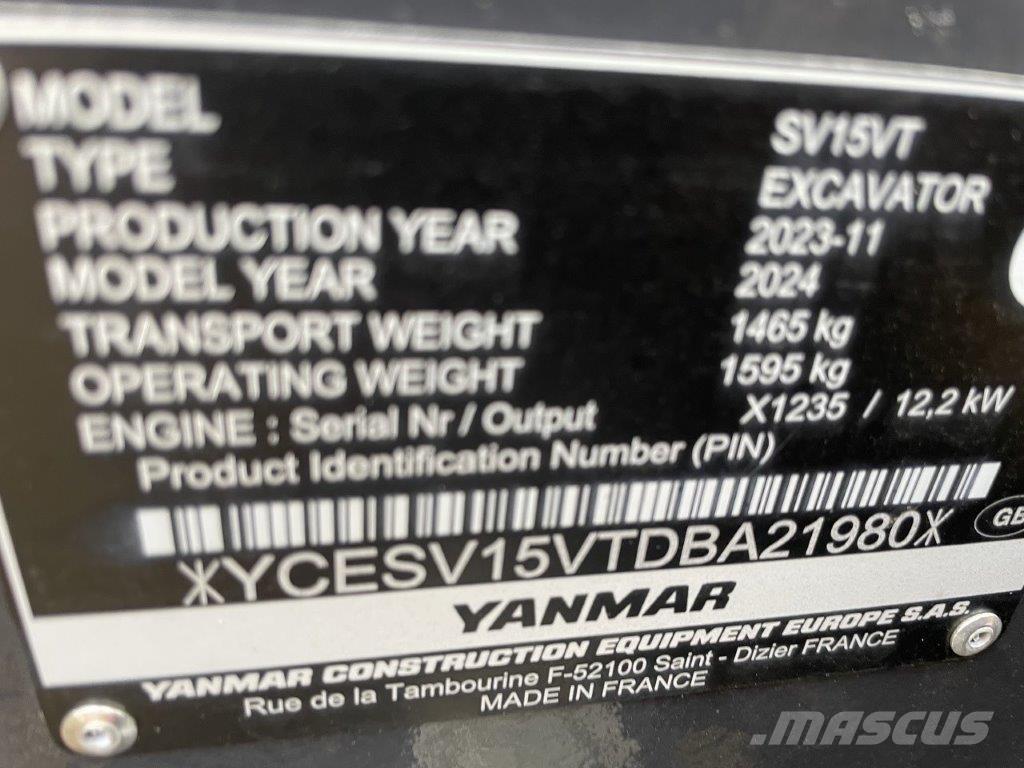 MODEL SV15VT
TYPE EXCAVATOR
PRODUCTION YEAR 2023-11
MODEL YEAR 2024
TRANSPORT WEIGHT 1465 kg
OPERATING WEIGHT 1595 kg
ENGINE : Serial Nr / Output X1235 / 12,2 kW
Product Identification Number (PIN)
GB
*YCESV15VTDBA21980*
YANMAR
YANMAR CONSTRUCTION EQUIPMENT EUROPE S.A.S.
Rue de la Tambourine F-52100 Saint - Dizier FRANCE
MADE IN FRANCE
MASCUS